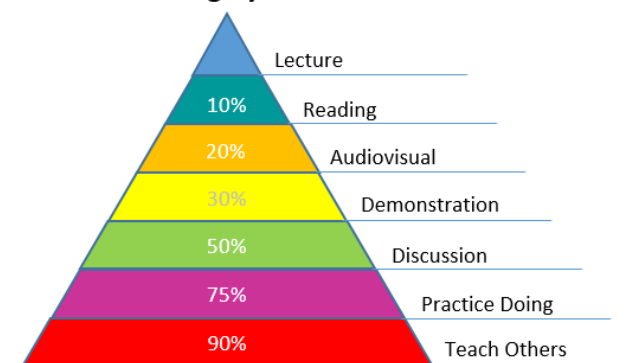 Lecture
10%
Reading
20%
Audiovisual
30%
Demonstration
50%
Discussion
75%
Practice Doing
90%
Teach Others